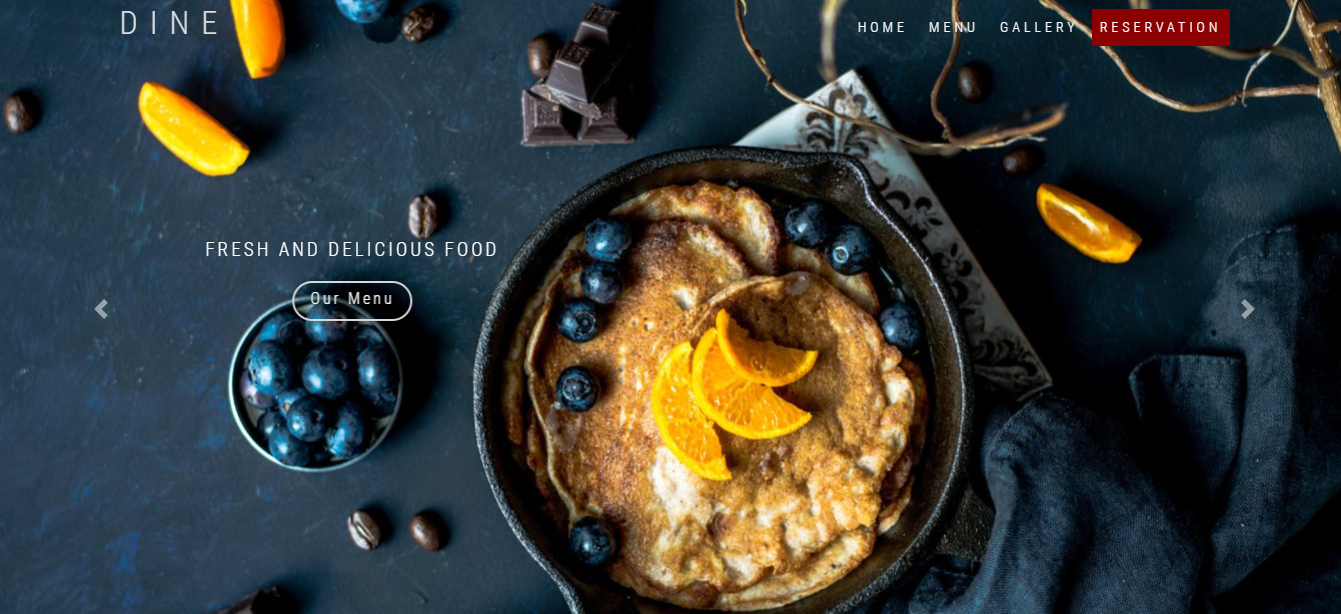 DINE
HOME MENU GALLERY RESERVATION
FRESH AND DELICIOUS FOOD
Our Menu